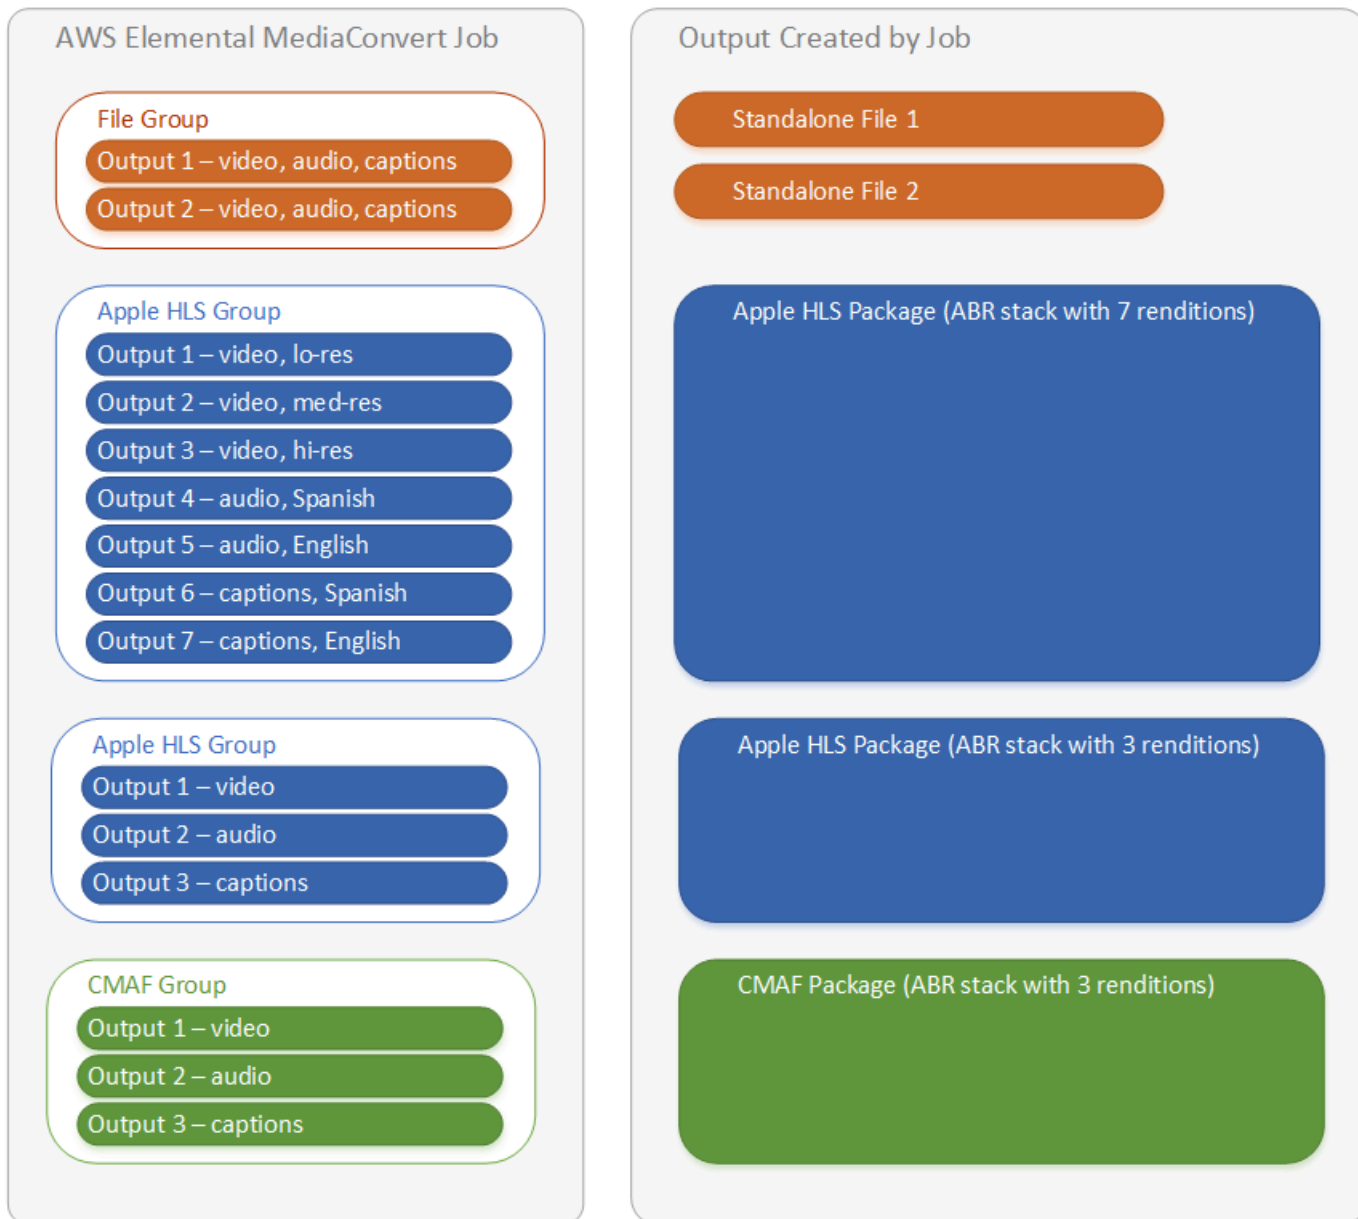 AWS Elemental MediaConvert Job
File Group
Output 1 – video, audio, captions
Output 2 – video, audio, captions
Apple HLS Group
Output 1 – video, lo-res
Output 2 – video, med-res
Output 3 – video, hi-res
Output 4 – audio, Spanish
Output 5 – audio, English
Output 6 – captions, Spanish
Output 7 – captions, English
Apple HLS Group
Output 1 – video
Output 2 – audio
Output 3 – captions
CMAF Group
Output 1 – video
Output 2 – audio
Output 3 – captions
Output Created by Job
Standalone File 1
Standalone File 2
Apple HLS Package (ABR stack with 7 renditions)
Apple HLS Package (ABR stack with 3 renditions)
CMAF Package (ABR stack with 3 renditions)